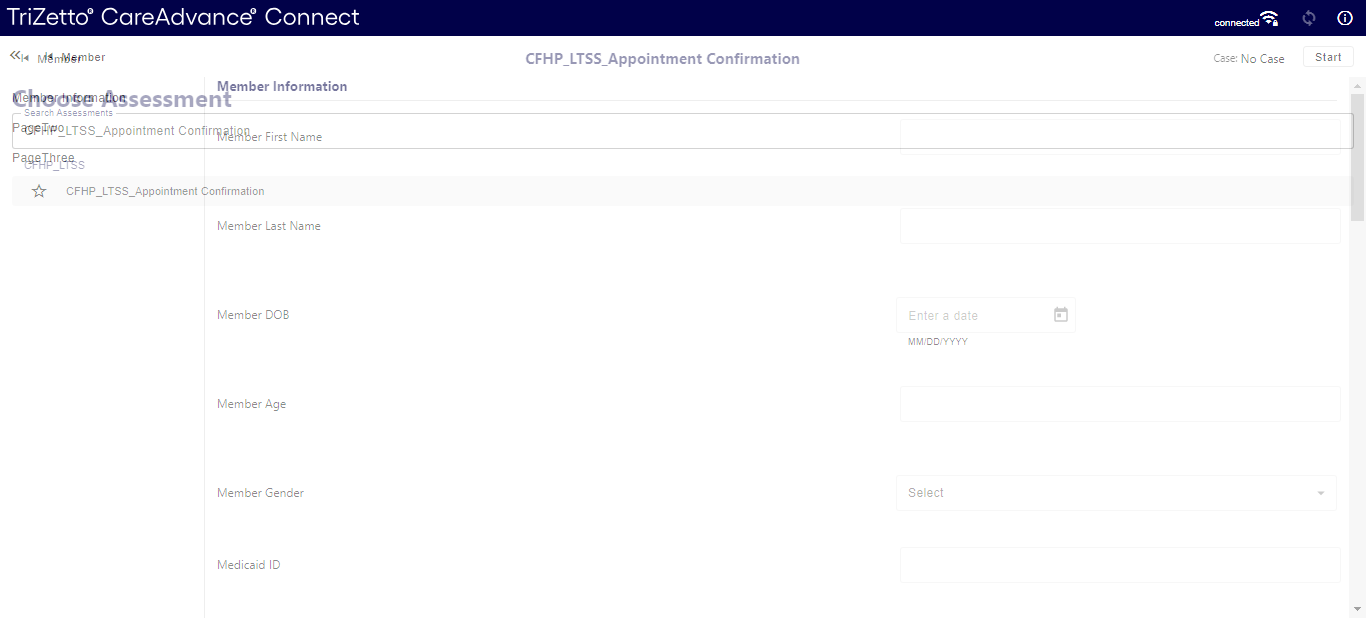 TriZetto® CareAdvance® Connect
connected
Member
Member
CFHP_LTSS_Appointment Confirmation
Case: No Case
Start
Member Information
Choose Assessment
Member Information
Search Assessments
PageTwo
CFHP_LTSS_Appointment Confirmation
Member First Name
PageThree
CFHP_LTSS
CFHP_LTSS_Appointment Confirmation
Member Last Name
Member DOB
Enter a date
MM/DD/YYYY
Member Age
Member Gender
Select
Medicaid ID